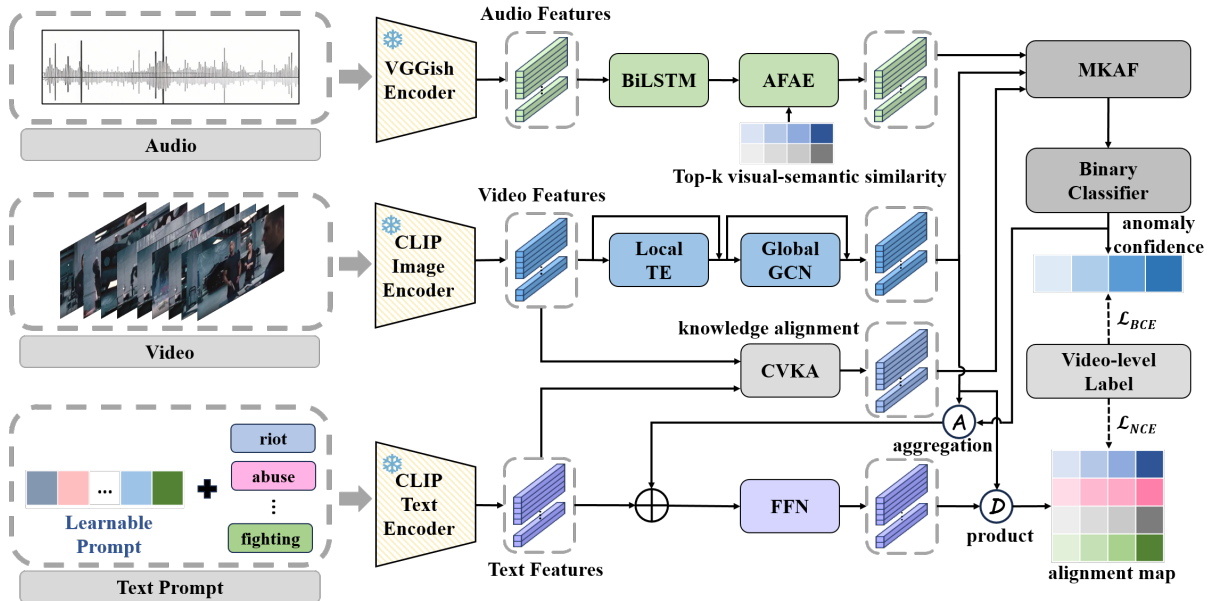 Audio Features
VGGish
Encoder
BiLSTM
AFAE
MKAF
Audio
Top-k visual-semantic similarity
Binary
Classifier
Video Features
anomaly
confidence
CLIP
Image
Encoder
Local
TE
Global
GCN
ℒ_BCE
Video
knowledge alignment
CVKA
Video-level
Label
riot
A
ℒ_NCE
aggregation
abuse
...
⋮
fighting
Learnable
Prompt
CLIP
Text
Encoder
FFN
D
product
Text Features
alignment map
Text Prompt